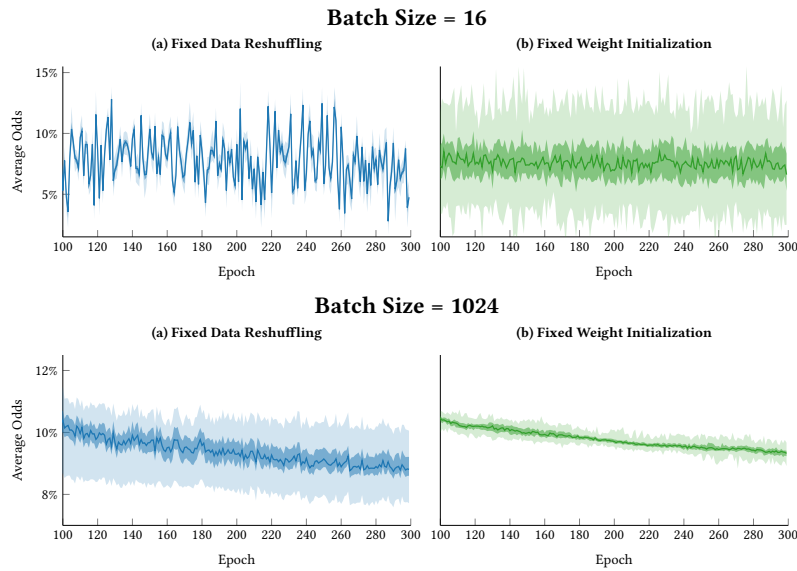 Batch Size = 16
(a) Fixed Data Reshuffling
(b) Fixed Weight Initialization
Average Odds
15%
10%
5%
100 120 140 160 180 200 220 240 260 280 300
100 120 140 160 180 200 220 240 260 280 300
Epoch
Epoch
Batch Size = 1024
(a) Fixed Data Reshuffling
(b) Fixed Weight Initialization
Average Odds
12%
10%
8%
100 120 140 160 180 200 220 240 260 280 300
100 120 140 160 180 200 220 240 260 280 300
Epoch
Epoch